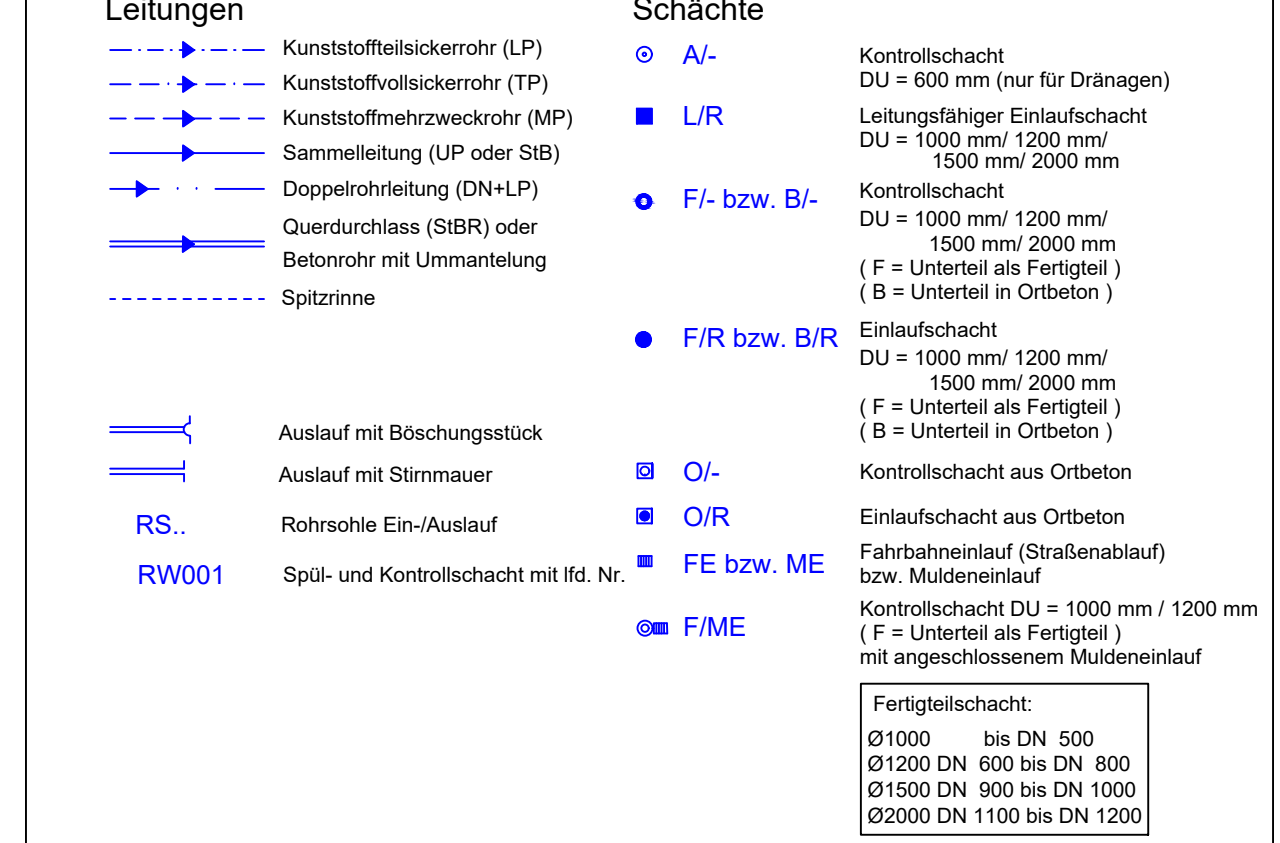 Leitungen
Kunststoffteilsickerrohr (LP)
Kunststoffvollsickerrohr (TP)
Kunststoffmehrzweckrohr (MP)
Sammelleitung (UP oder StB)
Doppelrohrleitung (DN+LP)
Querdurchlass (StBR) oder
Betonrohr mit Ummantelung
Spitzrinne
Auslauf mit Böschungsstück
Auslauf mit Stirnmauer
RS.. Rohrsohle Ein-/Auslauf
RW001 Spül- und Kontrollschacht mit lfd. Nr.
Schächte
A/- Kontrollschacht
DU = 600 mm (nur für Dränagen)
L/R Leitungsfähiger Einlaufschacht
DU = 1000 mm/ 1200 mm/
1500 mm/ 2000 mm
F/- bzw. B/- Kontrollschacht
DU = 1000 mm/ 1200 mm/
1500 mm/ 2000 mm
( F = Unterteil als Fertigteil )
( B = Unterteil in Ortbeton )
F/R bzw. B/R Einlaufschacht
DU = 1000 mm/ 1200 mm/
1500 mm/ 2000 mm
( F = Unterteil als Fertigteil )
( B = Unterteil in Ortbeton )
O/- Kontrollschacht aus Ortbeton
O/R Einlaufschacht aus Ortbeton
FE bzw. ME Fahrbahneinlauf (Straßenablauf)
bzw. Muldeneinlauf
F/ME Kontrollschacht DU = 1000 mm / 1200 mm
( F = Unterteil als Fertigteil )
mit angeschlossenem Muldeneinlauf
Fertigteilschacht:
Ø1000 bis DN 500
Ø1200 DN 600 bis DN 800
Ø1500 DN 900 bis DN 1000
Ø2000 DN 1100 bis DN 1200